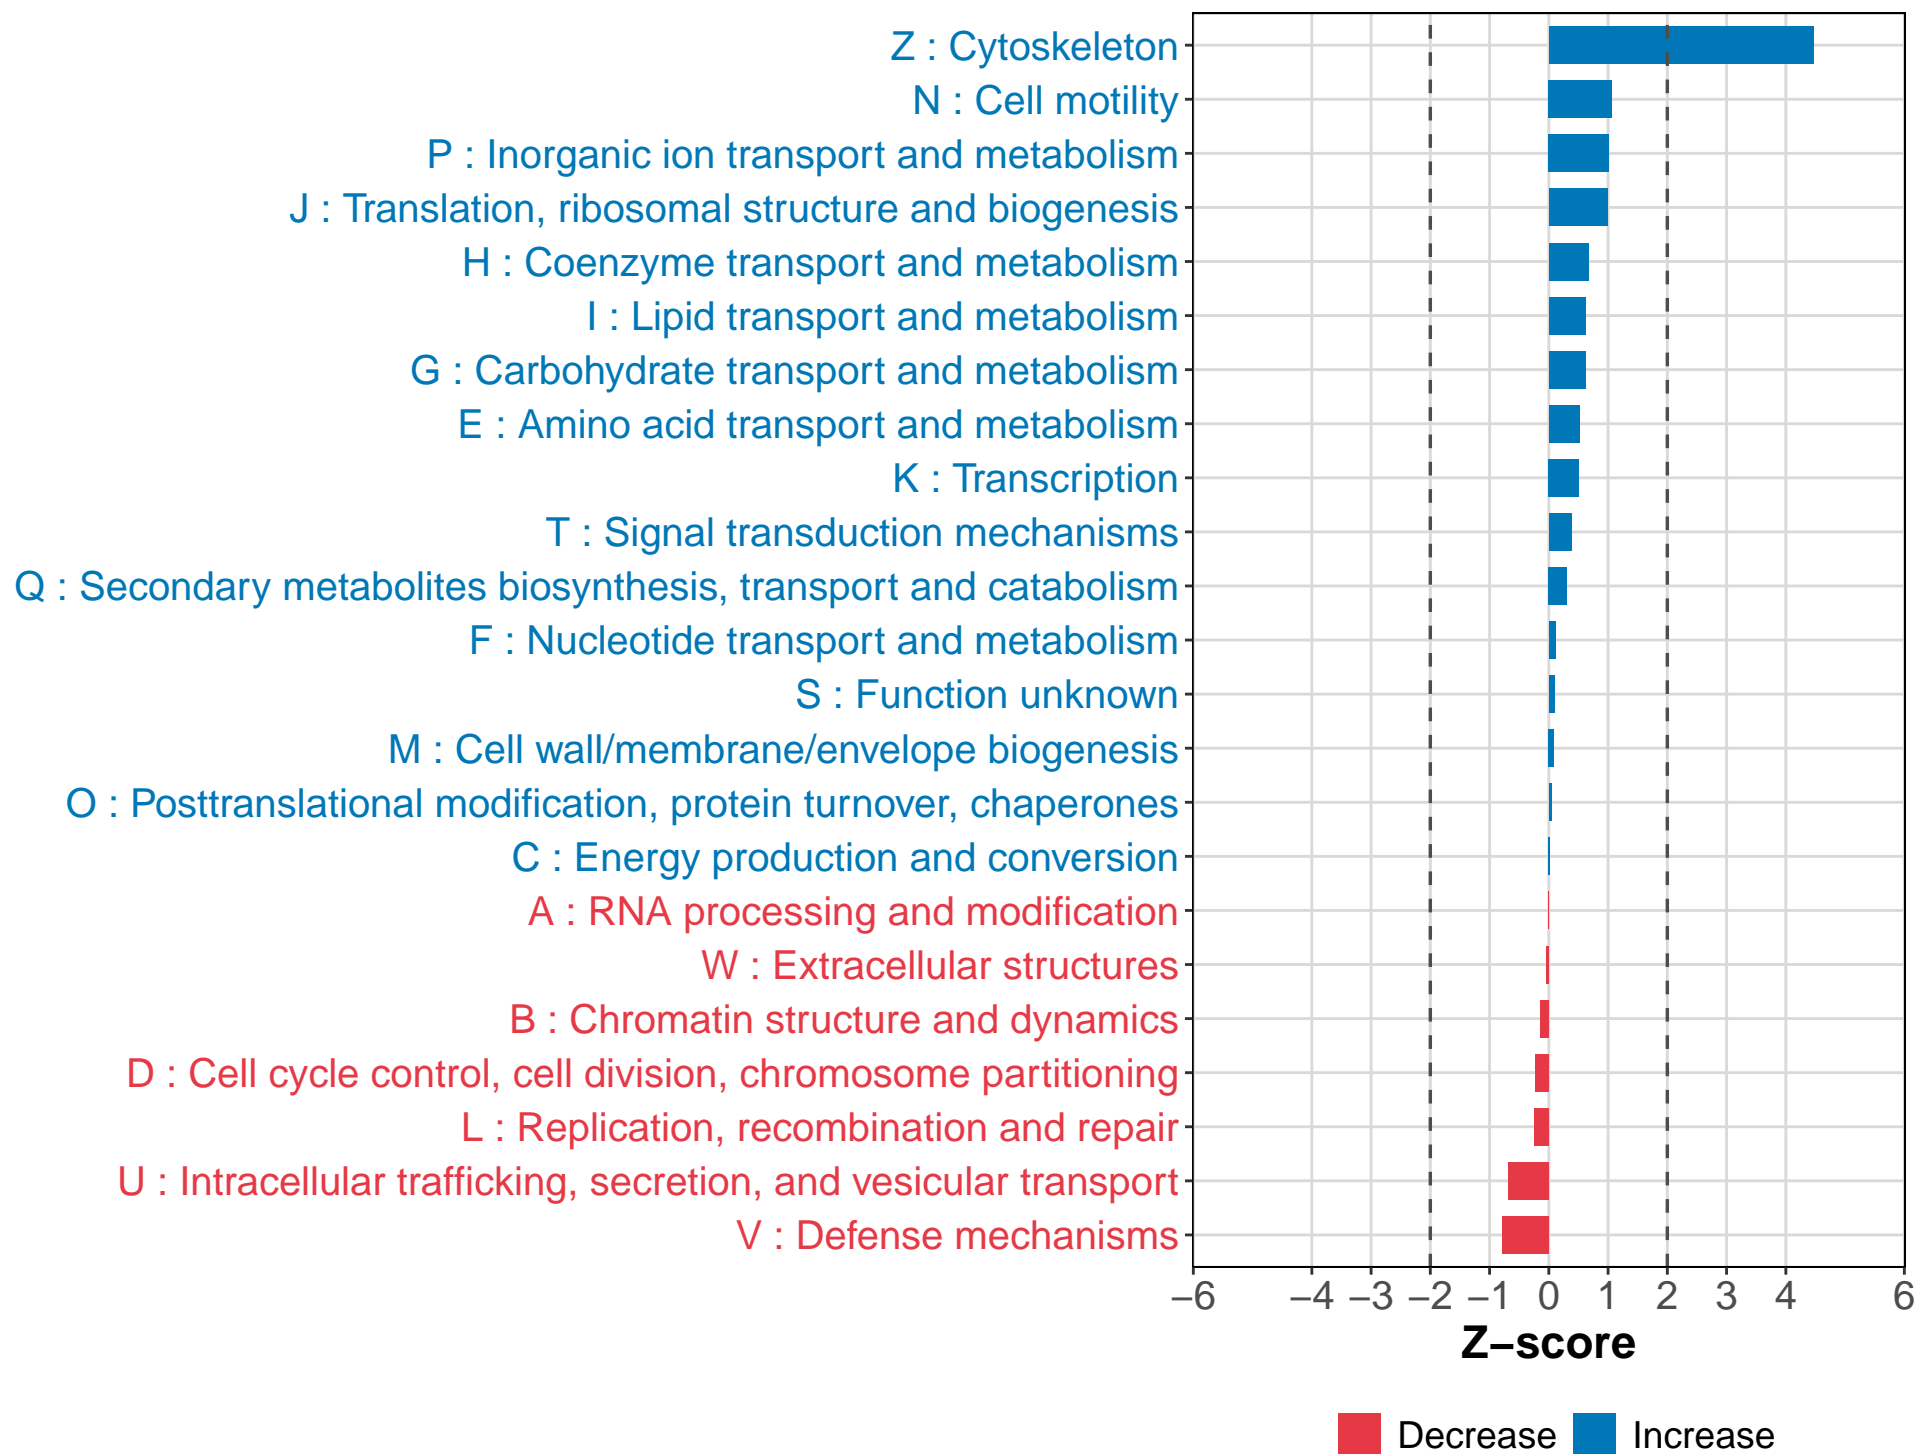 Z : Cytoskeleton
N : Cell motility
P : Inorganic ion transport and metabolism
J : Translation, ribosomal structure and biogenesis
H : Coenzyme transport and metabolism
I : Lipid transport and metabolism
G : Carbohydrate transport and metabolism
E : Amino acid transport and metabolism
K : Transcription
T : Signal transduction mechanisms
Q : Secondary metabolites biosynthesis, transport and catabolism
F : Nucleotide transport and metabolism
S : Function unknown
M : Cell wall/membrane/envelope biogenesis
O : Posttranslational modification, protein turnover, chaperones
C : Energy production and conversion
A : RNA processing and modification
W : Extracellular structures
B : Chromatin structure and dynamics
D : Cell cycle control, cell division, chromosome partitioning
L : Replication, recombination and repair
U : Intracellular trafficking, secretion, and vesicular transport
V : Defense mechanisms
−6 −4 −3 −2 −1 0 1 2 3 4 6
Z−score
Decrease Increase